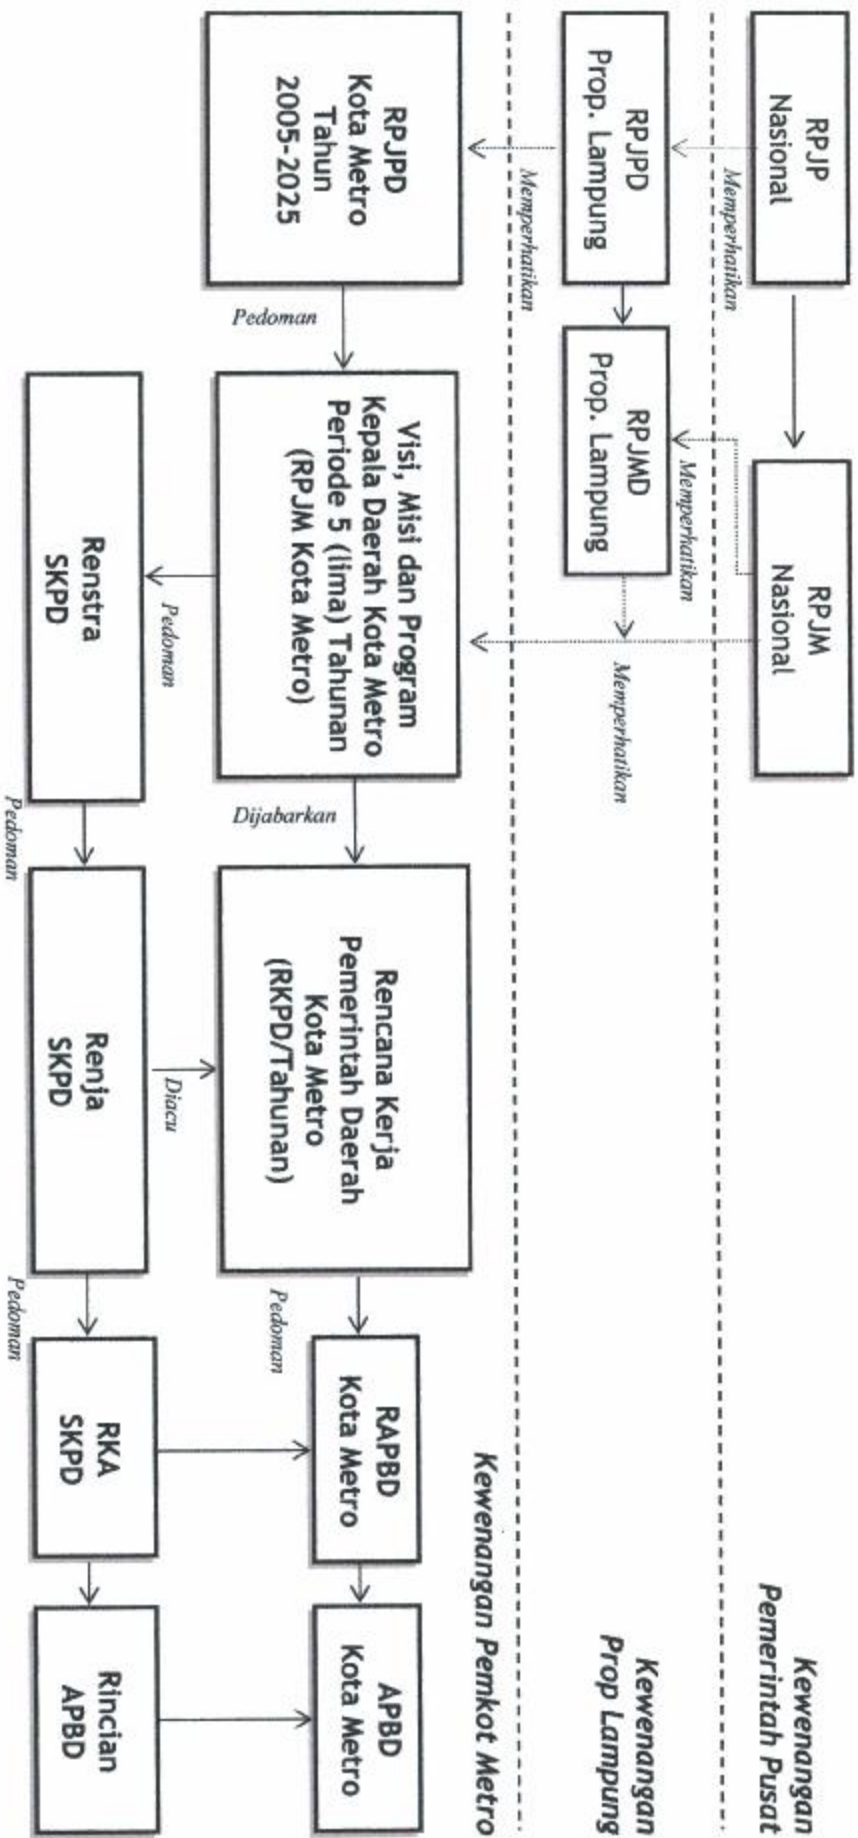 RPJP
Nasional
RPJM
Nasional
Kewenangan
Pemerintah Pusat
Memperhatikan
Memperhatikan
RPJPD
Prop. Lampung
RPJMD
Prop. Lampung
Memperhatikan
Kewenangan
Prop Lampung
Memperhatikan
Kewenangan Pemkot Metro
RPJPD
Kota Metro
Tahun
2005-2025
Pedoman
Visi, Misi dan Program
Kepala Daerah Kota Metro
Periode 5 (lima) Tahunan
(RPJM Kota Metro)
Dijabarkan
Rencana Kerja
Pemerintah Daerah
Kota Metro
(RKPD/Tahunan)
Pedoman
RAPBD
Kota Metro
APBD
Kota Metro
Pedoman
Diacu
Renstra
SKPD
Pedoman
Renja
SKPD
Pedoman
RKA
SKPD
Rincian
APBD